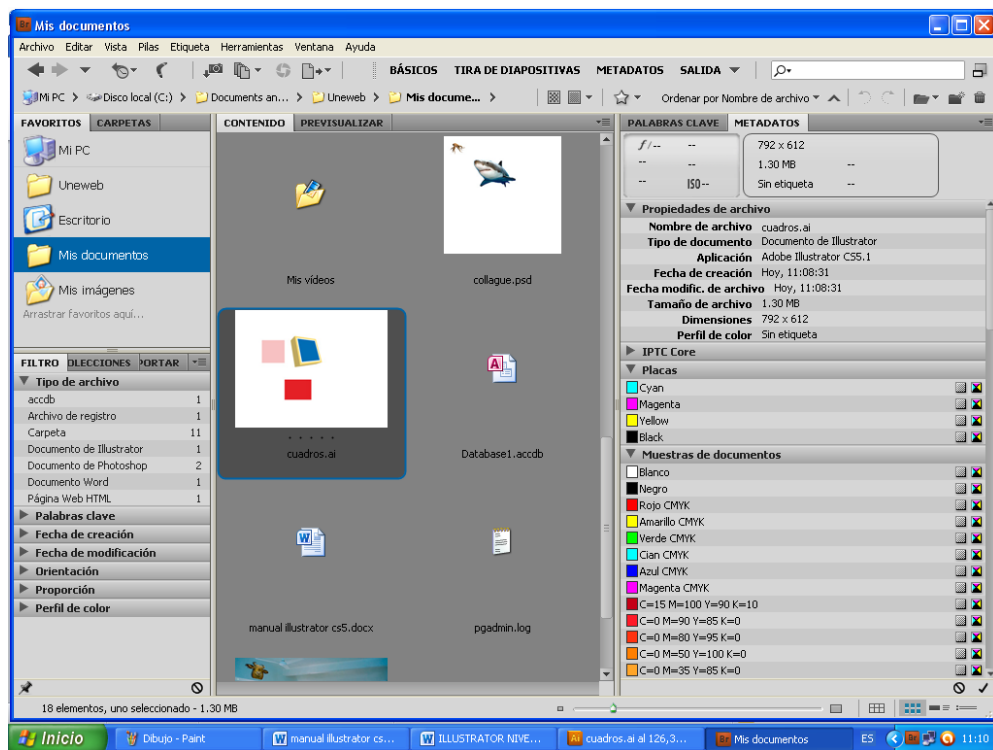 Br Mis documentos
Archivo Editar Vista Pilas Etiqueta Herramientas Ventana Ayuda
BÁSICOS TIRA DE DIAPOSITIVAS METADATOS SALIDA
Mi PC Disco local (C:) Documents an... Uneweb Mis docume... Ordenar por Nombre de archivo
FAVORITOS CARPETAS
Mi PC
Uneweb
Escritorio
Mis documentos
Mis imágenes
Arrastrar favoritos aquí...
FILTRO OLECCIONES PORTAR
Tipo de archivo
accdb 1
Archivo de registro 1
Carpeta 11
Documento de Illustrator 1
Documento de Photoshop 2
Documento Word 1
Página Web HTML 1
Palabras clave
Fecha de creación
Fecha de modificación
Orientación
Proporción
Perfil de color
CONTENIDO PREVISUALIZAR
Mis vídeos
collague.psd
cuadros.ai
Database1.accdb
manual illustrator cs5.docx
pgadmin.log
PALABRAS CLAVE METADATOS
f/-- -- 792 x 612
-- -- 1.30 MB --
-- ISO-- Sin etiqueta --
Propiedades de archivo
Nombre de archivo cuadros.ai
Tipo de documento Documento de Illustrator
Aplicación Adobe Illustrator CS5.1
Fecha de creación Hoy, 11:08:31
Fecha modific. de archivo Hoy, 11:08:31
Tamaño de archivo 1.30 MB
Dimensiones 792 x 612
Perfil de color Sin etiqueta
IPTC Core
Placas
Cyan
Magenta
Yellow
Black
Muestras de documentos
Blanco
Negro
Rojo CMYK
Amarillo CMYK
Verde CMYK
Cian CMYK
Azul CMYK
Magenta CMYK
C=15 M=100 Y=90 K=10
C=0 M=90 Y=85 K=0
C=0 M=80 Y=95 K=0
C=0 M=50 Y=100 K=0
C=0 M=35 Y=85 K=0
18 elementos, uno seleccionado - 1.30 MB
Inicio Dibujo - Paint manual illustrator cs... ILLUSTRATOR NIVE... cuadros.ai al 126,3... Mis documentos ES 11:10